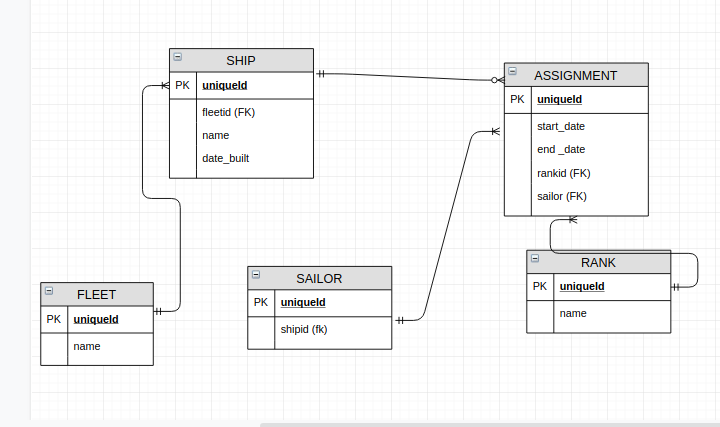 SHIP
PK uniqueId
fleetid (FK)
name
date_built
ASSIGNMENT
PK uniqueId
start_date
end _date
rankid (FK)
sailor (FK)
FLEET
PK uniqueId
name
SAILOR
PK uniqueId
shipid (fk)
RANK
PK uniqueId
name